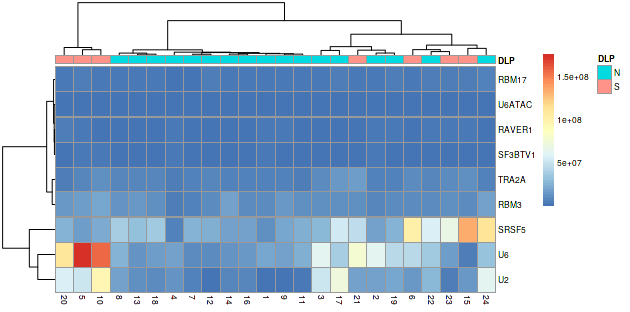 DLP
DLP
N
S
RBM17
U6ATAC
RAVER1
SF3BTV1
TRA2A
RBM3
SRSF5
U6
U2
1.5e+08
1e+08
5e+07
20 5 10 8 13 18 4 7 12 14 16 1 9 11 3 17 21 2 19 6 22 23 15 24